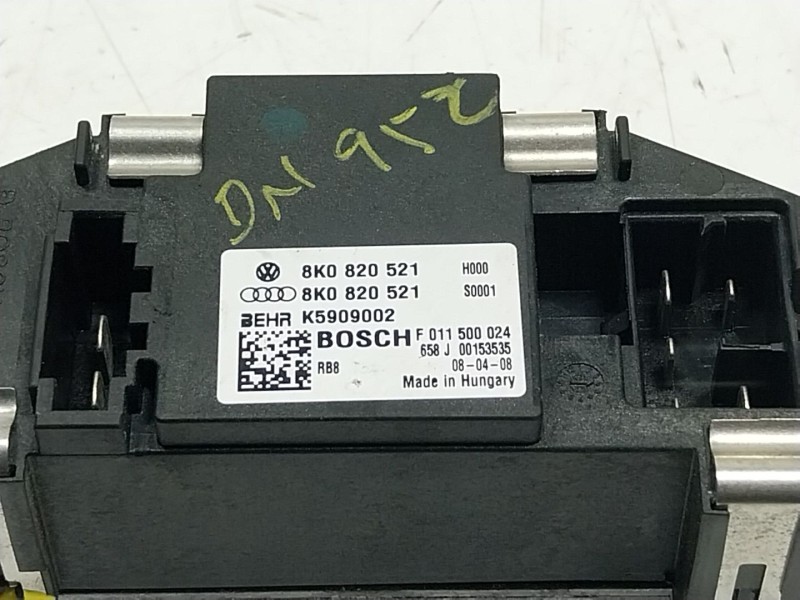 DN 952
8K0 820 521 H000
8K0 820 521 S0001
BEHR K5909002
BOSCH F 011 500 024
658 J 00153535
RB8 08-04-08
Made in Hungary